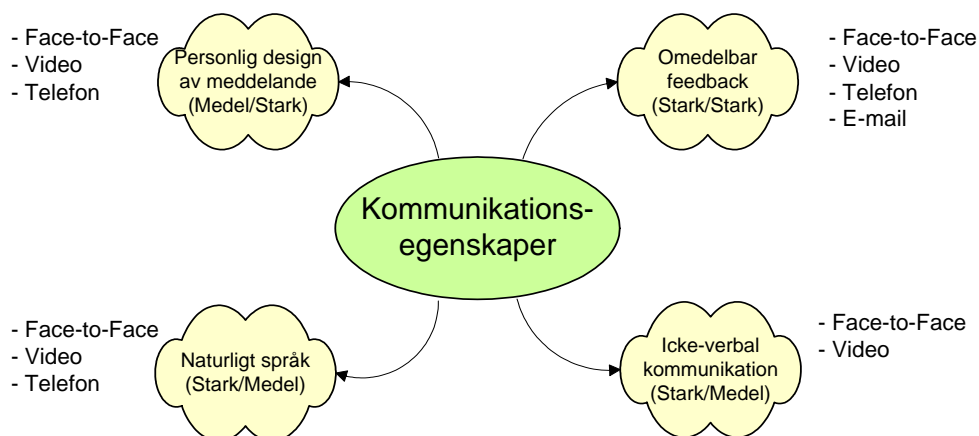 - Face-to-Face
- Video
- Telefon
Personlig design
av meddelande
(Medel/Stark)
Omedelbar
feedback
(Stark/Stark)
- Face-to-Face
- Video
- Telefon
- E-mail
Kommunikations-
egenskaper
- Face-to-Face
- Video
- Telefon
Naturligt språk
(Stark/Medel)
Icke-verbal
kommunikation
(Stark/Medel)
- Face-to-Face
- Video